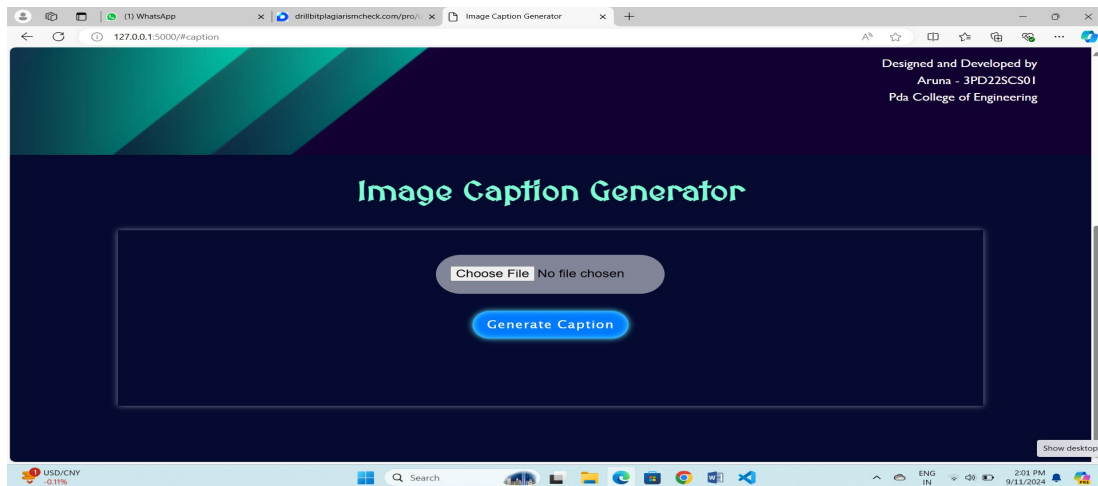 (1) WhatsApp
drillbitplagiarismcheck.com/pro/
Image Caption Generator
127.0.0.1:5000/#caption
Designed and Developed by
Aruna - 3PD22SCS01
Pda College of Engineering
Image Caption Generator
Choose File No file chosen
Generate Caption
Show desktop
1
USD/CNY
-0.11%
Search
ENG
IN
2:01 PM
9/11/2024
PRE